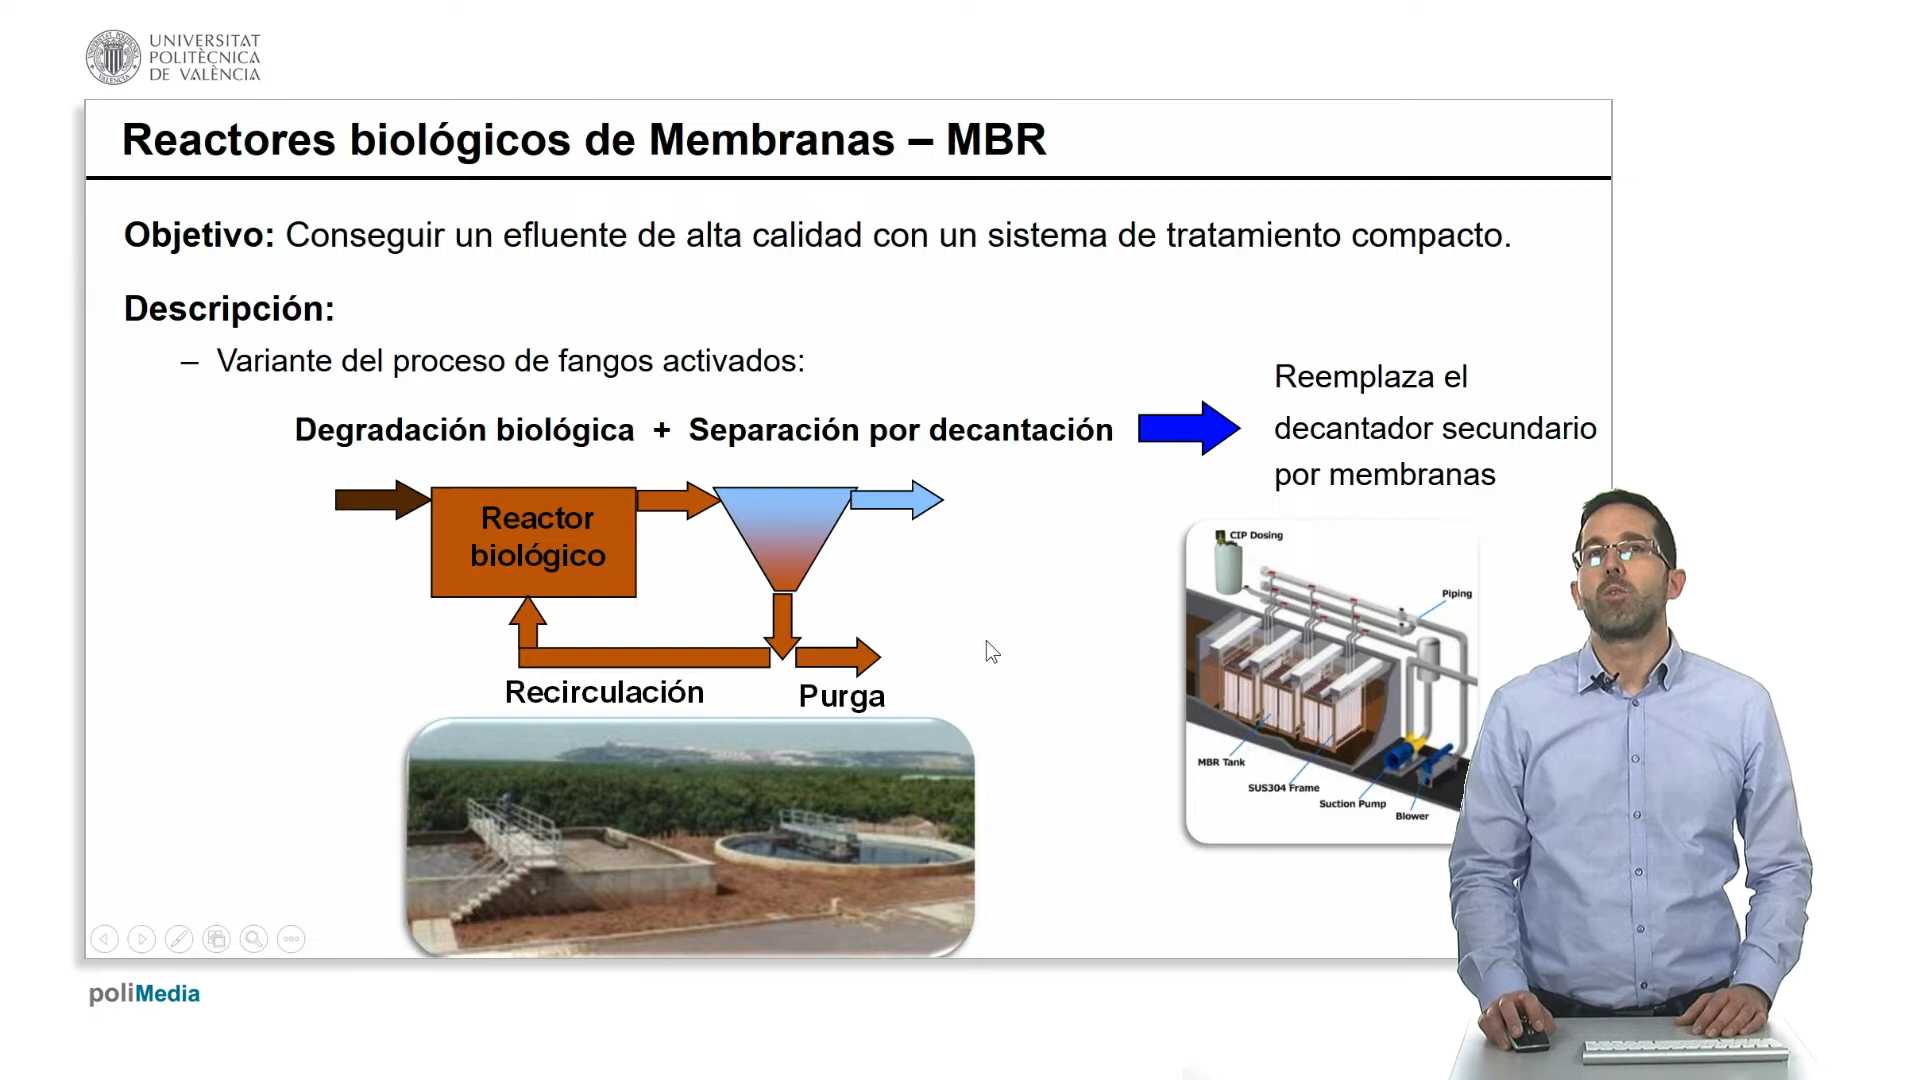 UNIVERSITAT
POLITÈCNICA
DE VALÈNCIA
Reactores biológicos de Membranas – MBR
Objetivo: Conseguir un efluente de alta calidad con un sistema de tratamiento compacto.
Descripción:
– Variante del proceso de fangos activados:
Degradación biológica + Separación por decantación
Reemplaza el
decantador secundario
por membranas
Reactor
biológico
Recirculación
Purga
CIP Dosing
Piping
MBR Tank
SUS304 Frame
Suction Pump
Blower
poliMedia